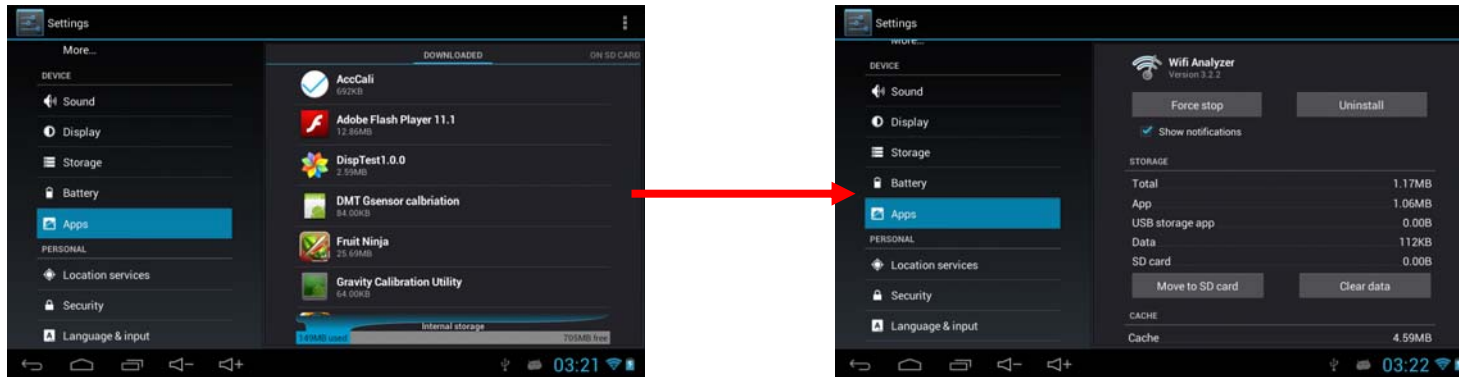 Settings
More...
DEVICE
Sound
Display
Storage
Battery
Apps
PERSONAL
Location services
Security
Language & input
DOWNLOADED
ON SD CARD
AccCali
692KB
Adobe Flash Player 11.1
12.86MB
DispTest1.0.0
2.59MB
DMT Gsensor calbriation
84.00KB
Fruit Ninja
25.69MB
Gravity Calibration Utility
64.00KB
Internal storage
149MB used
705MB free
03:21
Settings
More...
DEVICE
Sound
Display
Storage
Battery
Apps
PERSONAL
Location services
Security
Language & input
Wifi Analyzer
Version 3.2.2
Force stop
Uninstall
Show notifications
STORAGE
Total 1.17MB
App 1.06MB
USB storage app 0.00B
Data 112KB
SD card 0.00B
Move to SD card
Clear data
CACHE
Cache 4.59MB
03:22